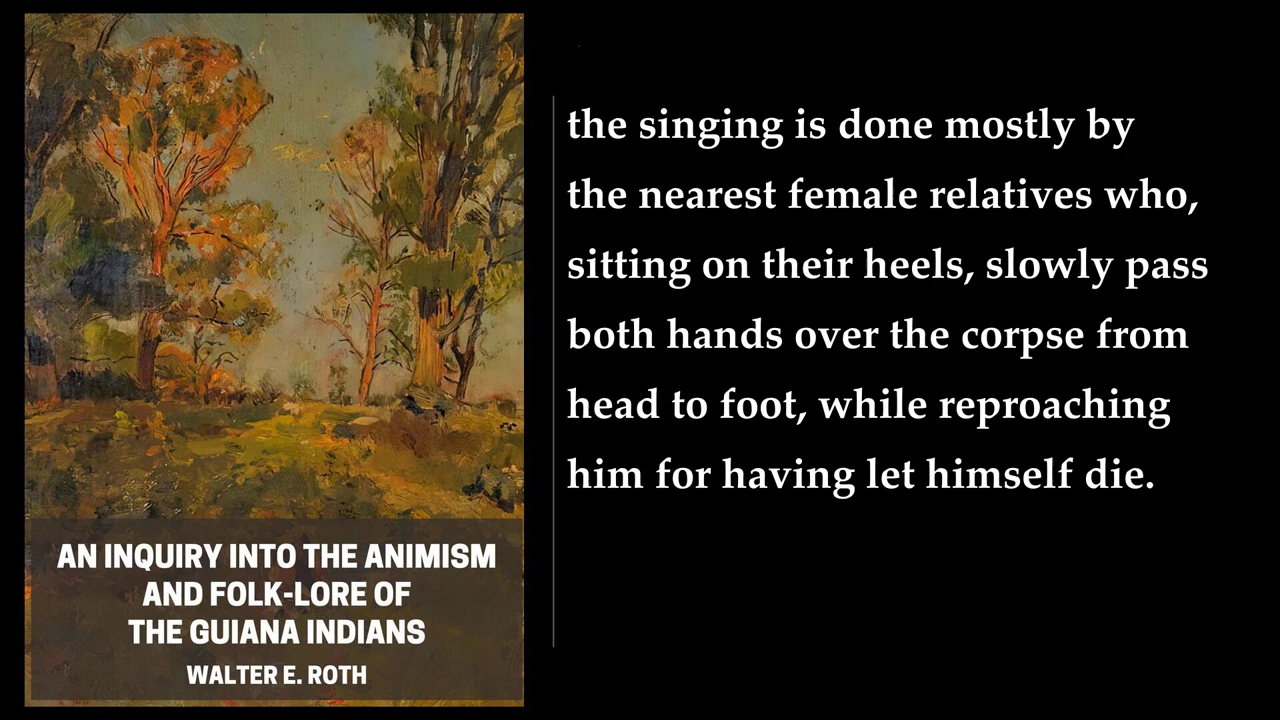 the singing is done mostly by
the nearest female relatives who,
sitting on their heels, slowly pass
both hands over the corpse from
head to foot, while reproaching
him for having let himself die.
AN INQUIRY INTO THE ANIMISM
AND FOLK-LORE OF
THE GUIANA INDIANS
WALTER E. ROTH